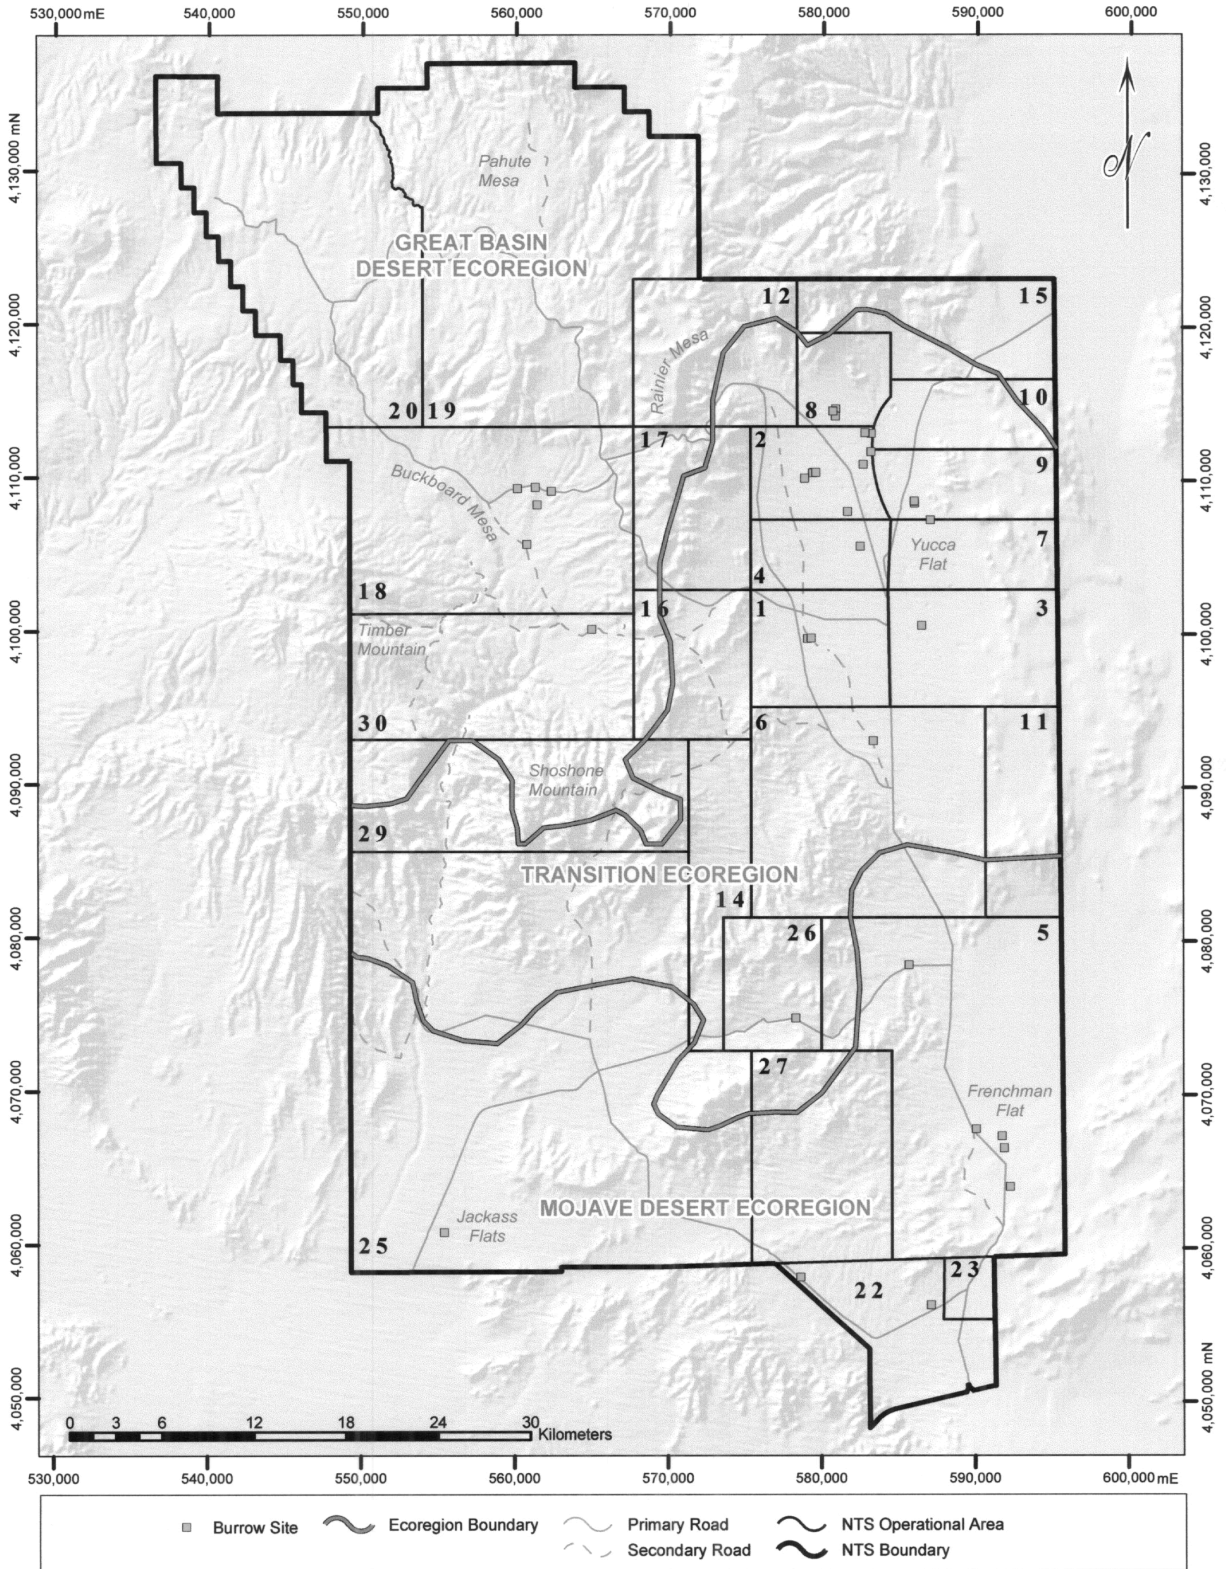 530,000mE 540,000 550,000 560,000 570,000 580,000 590,000 600,000
4,130,000 mN
4,120,000
4,110,000
4,100,000
4,090,000
4,080,000
4,070,000
4,060,000
4,050,000
4,130,000
4,120,000
4,110,000
4,100,000
4,090,000
4,080,000
4,070,000
4,060,000
4,050,000 mN
N
Pahute
Mesa
GREAT BASIN
DESERT ECOREGION
12
15
Rainier Mesa
20 19
8
10
17
2
9
Buckboard Mesa
Yucca
Flat
7
4
18
16
1
3
Timber
Mountain
30
6
11
Shoshone
Mountain
29
TRANSITION ECOREGION
14
26
5
27
Frenchman
Flat
MOJAVE DESERT ECOREGION
Jackass
Flats
25
23
22
0 3 6 12 18 24 30
Kilometers
530,000 540,000 550,000 560,000 570,000 580,000 590,000 600,000 mE
Burrow Site Ecoregion Boundary Primary Road NTS Operational Area
Secondary Road NTS Boundary